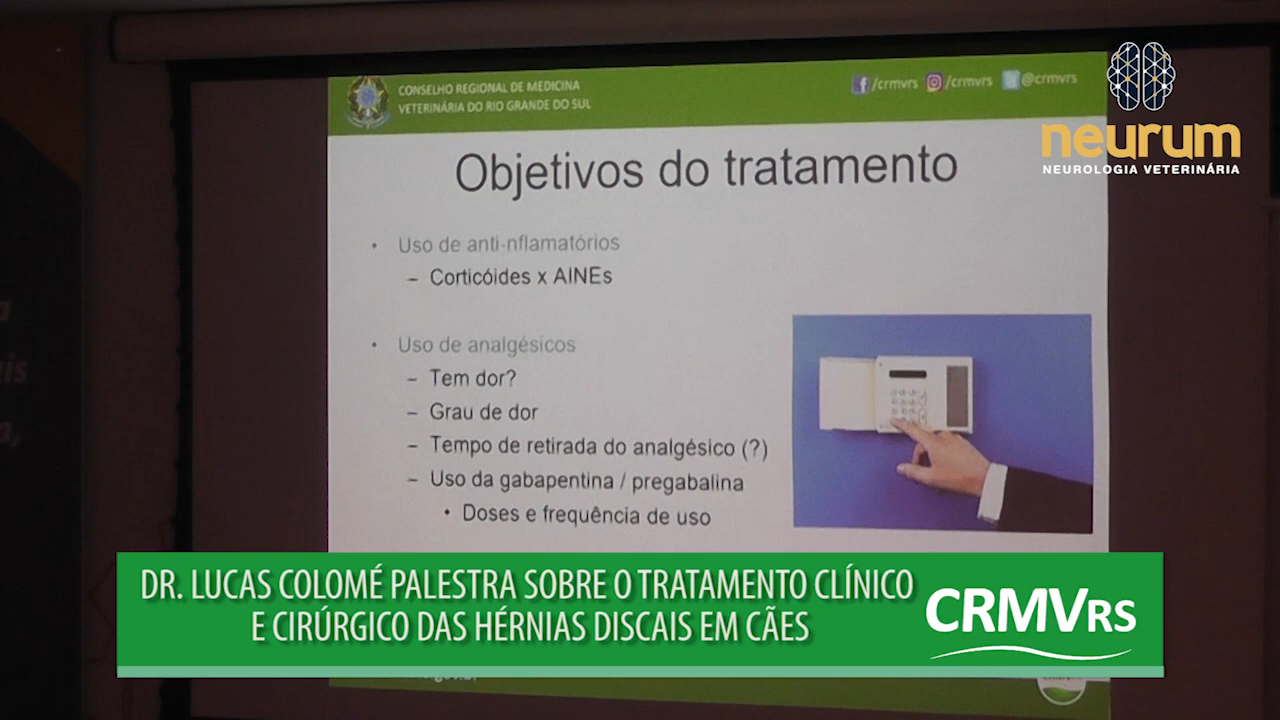 CONSELHO REGIONAL DE MEDICINA
VETERINÁRIA DO RIO GRANDE DO SUL
/crmvrs
/crmvrs
@crmvrs
neurum
NEUROLOGIA VETERINÁRIA
Objetivos do tratamento
• Uso de anti-nflamatórios
– Corticóides x AINEs
• Uso de analgésicos
– Tem dor?
– Grau de dor
– Tempo de retirada do analgésico (?)
– Uso da gabapentina / pregabalina
• Doses e frequência de uso
DR. LUCAS COLOMÉ PALESTRA SOBRE O TRATAMENTO CLÍNICO
E CIRÚRGICO DAS HÉRNIAS DISCAIS EM CÃES
CRMVRS